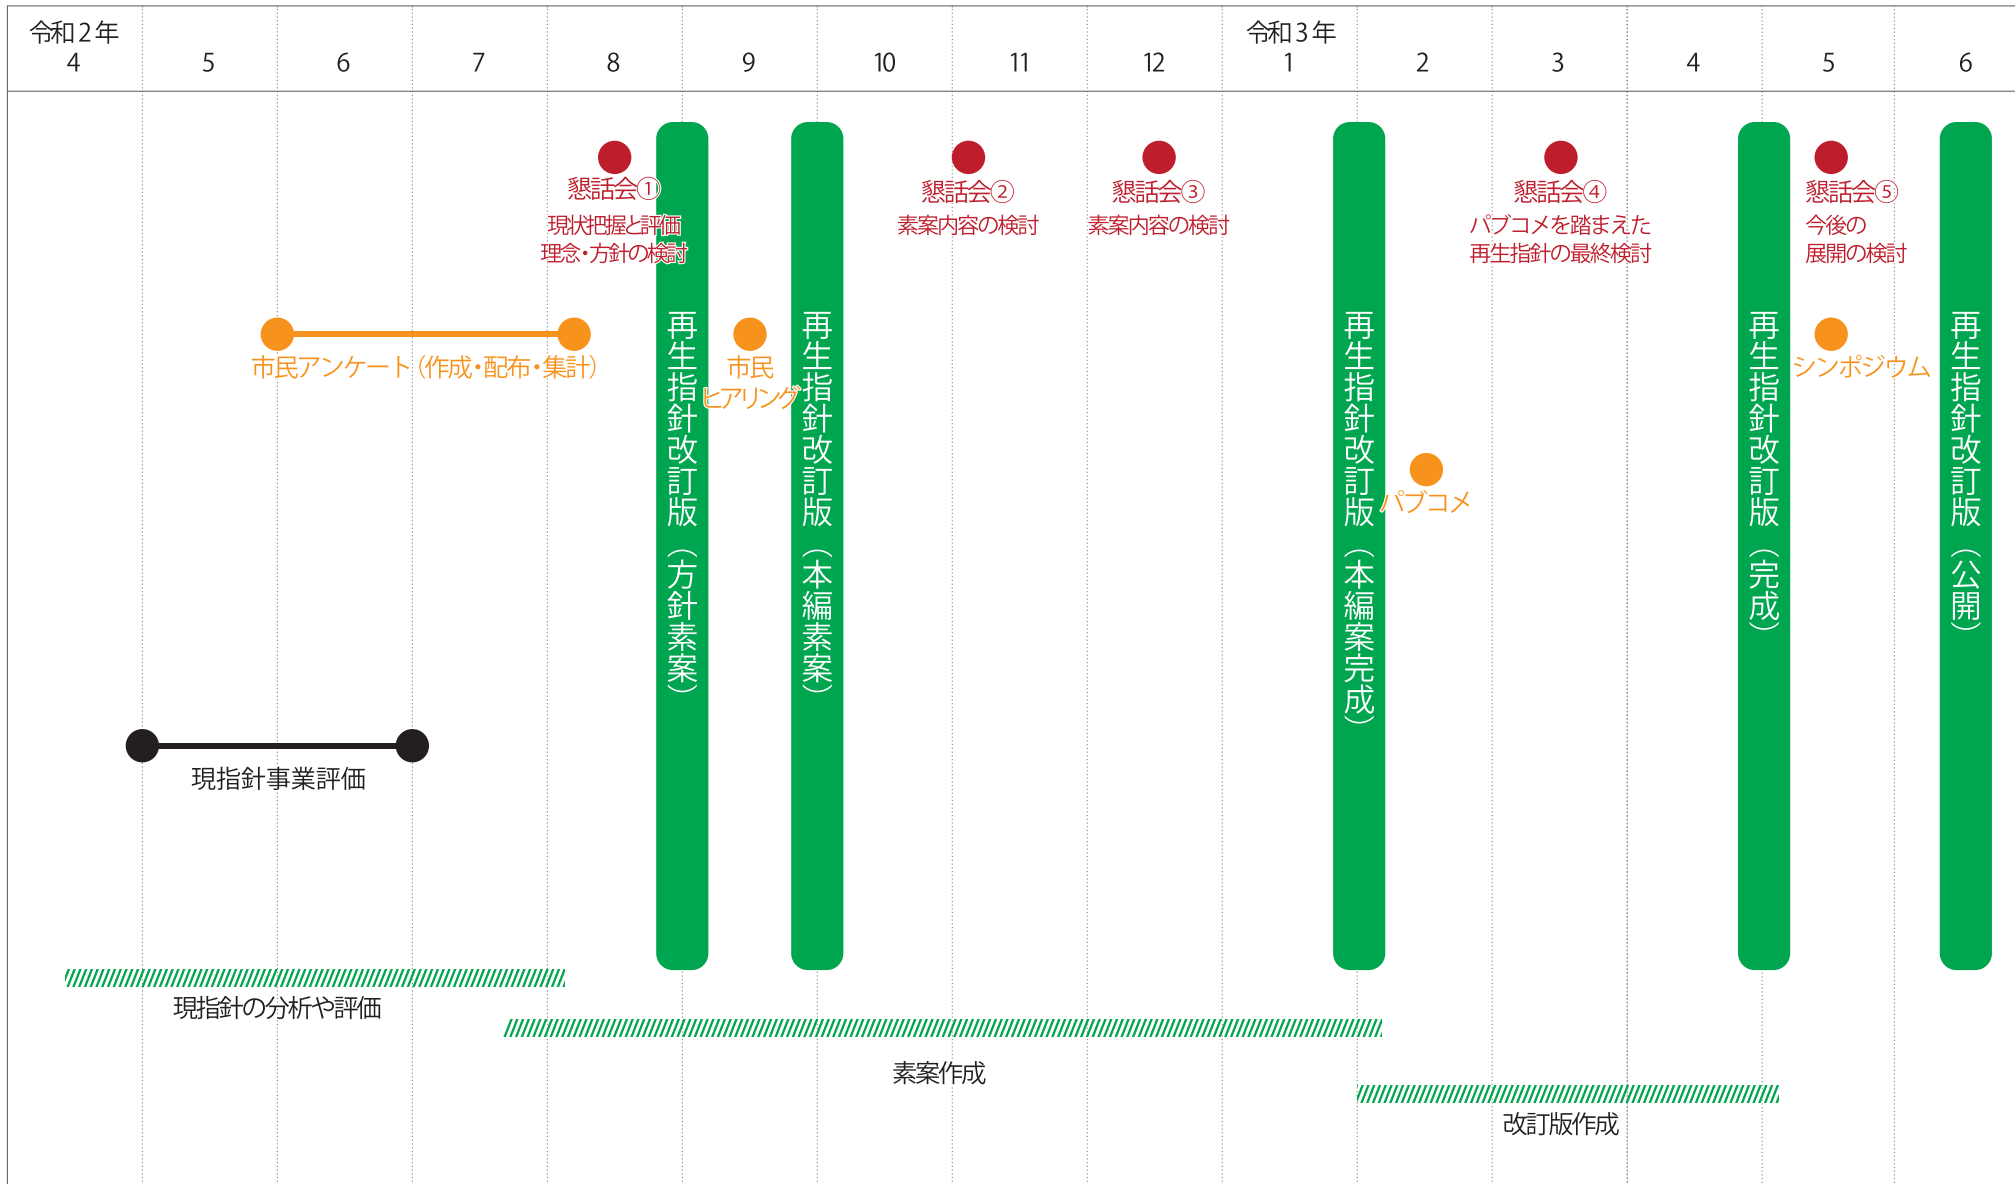 令和2年
令和3年
4 5 6 7 8 9 10 11 12 1 2 3 4 5 6
懇話会①
現状把握と評価
理念・方針の検討
懇話会②
素案内容の検討
懇話会③
素案内容の検討
懇話会④
パブコメを踏まえた
再生指針の最終検討
懇話会⑤
今後の
展開の検討
市民アンケート（作成・配布・集計）
市民
ヒアリング
シンポジウム
パブコメ
再生指針改訂版（方針素案）
再生指針改訂版（本編素案）
再生指針改訂版（本編案完成）
再生指針改訂版（完成）
再生指針改訂版（公開）
現指針事業評価
現指針の分析や評価
素案作成
改訂版作成